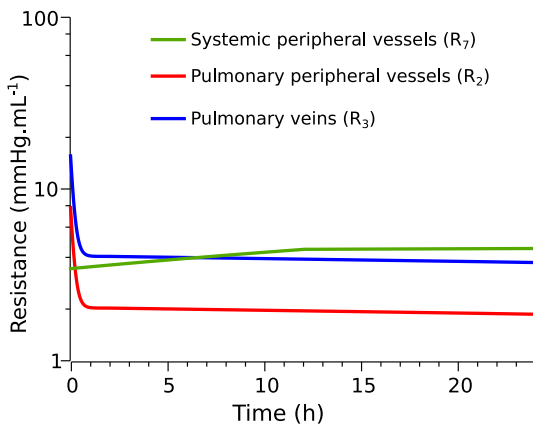 100
10
1
Resistance (mmHg.mL⁻¹)
Systemic peripheral vessels (R₇)
Pulmonary peripheral vessels (R₂)
Pulmonary veins (R₃)
0 5 10 15 20
Time (h)